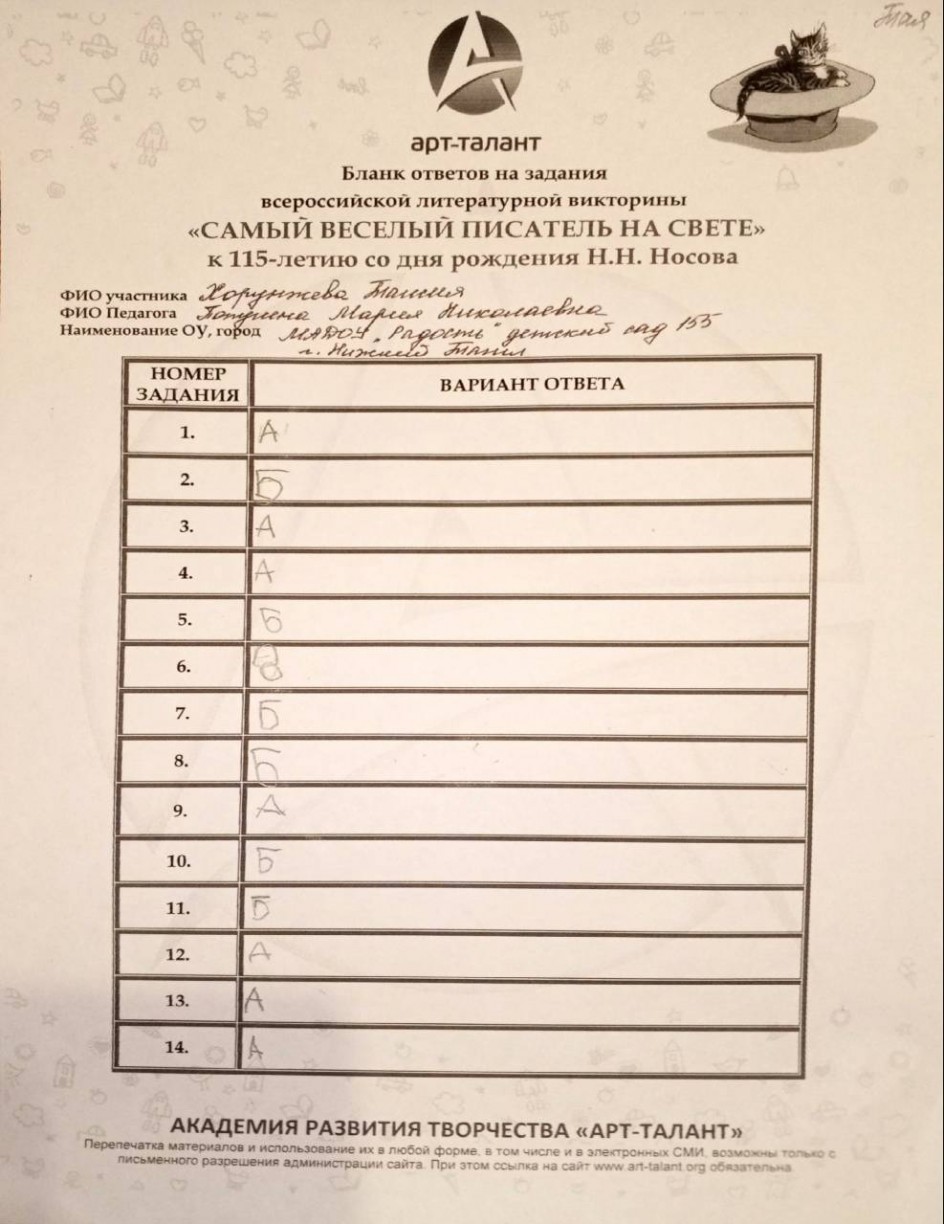 Тая
арт-талант
Бланк ответов на задания
всероссийской литературной викторины
«САМЫЙ ВЕСЕЛЫЙ ПИСАТЕЛЬ НА СВЕТЕ»
к 115-летию со дня рождения Н.Н. Носова
ФИО участника Хорунжева Таисия
ФИО Педагога Мария Николаевна
Наименование ОУ, город МАДОУ „Радость" детский сад 155
г. Нижний Тагил
НОМЕР ЗАДАНИЯ ВАРИАНТ ОТВЕТА
1. А
2. Б
3. А
4. А
5. Б
6.
7. Б
8. Б
9. А
10. Б
11. Б
12. А
13. А
14. А
АКАДЕМИЯ РАЗВИТИЯ ТВОРЧЕСТВА «АРТ-ТАЛАНТ»
Перепечатка материалов и использование их в любой форме, в том числе и в электронных СМИ, возможны только с
письменного разрешения администрации сайта. При этом ссылка на сайт www.art-talant.org обязательна.